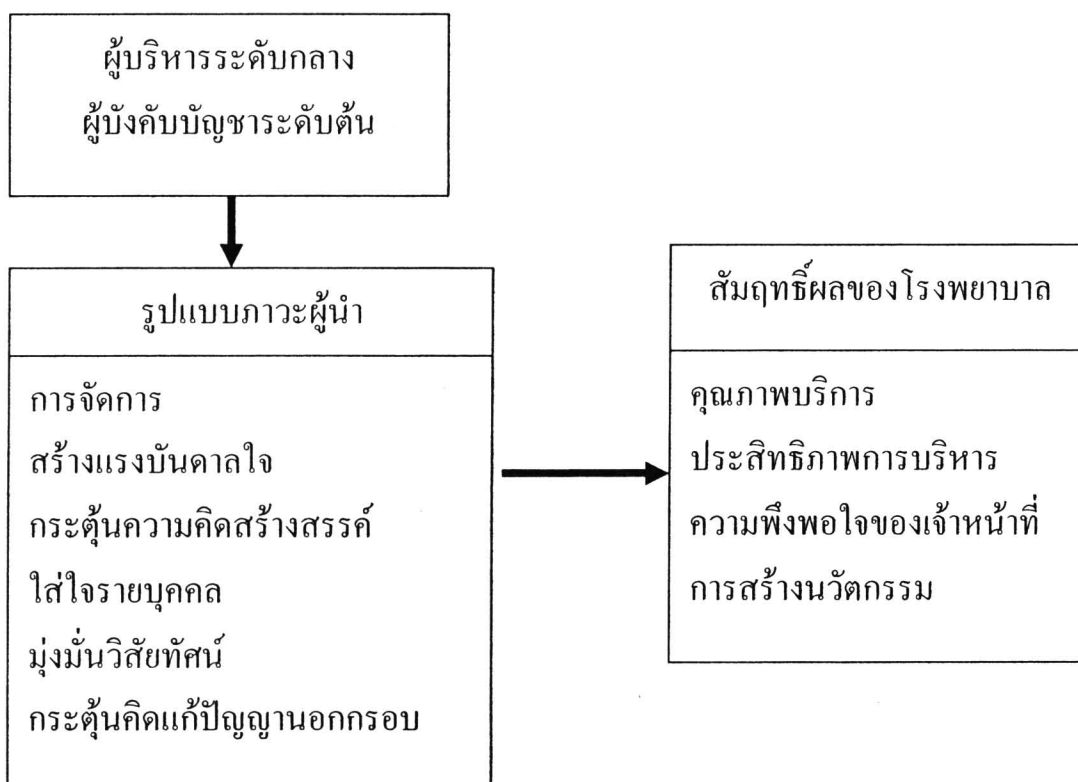 ผู้บริหารระดับกลาง
ผู้บังคับบัญชาระดับต้น
รูปแบบภาวะผู้นำ
การจัดการ
สร้างแรงบันดาลใจ
กระตุ้นความคิดสร้างสรรค์
ใส่ใจรายบุคคล
มุ่งมั่นวิสัยทัศน์
กระตุ้นคิดแก้ปัญญานอกกรอบ
สัมฤทธิ์ผลของโรงพยาบาล
คุณภาพบริการ
ประสิทธิภาพการบริหาร
ความพึงพอใจของเจ้าหน้าที่
การสร้างนวัตกรรม